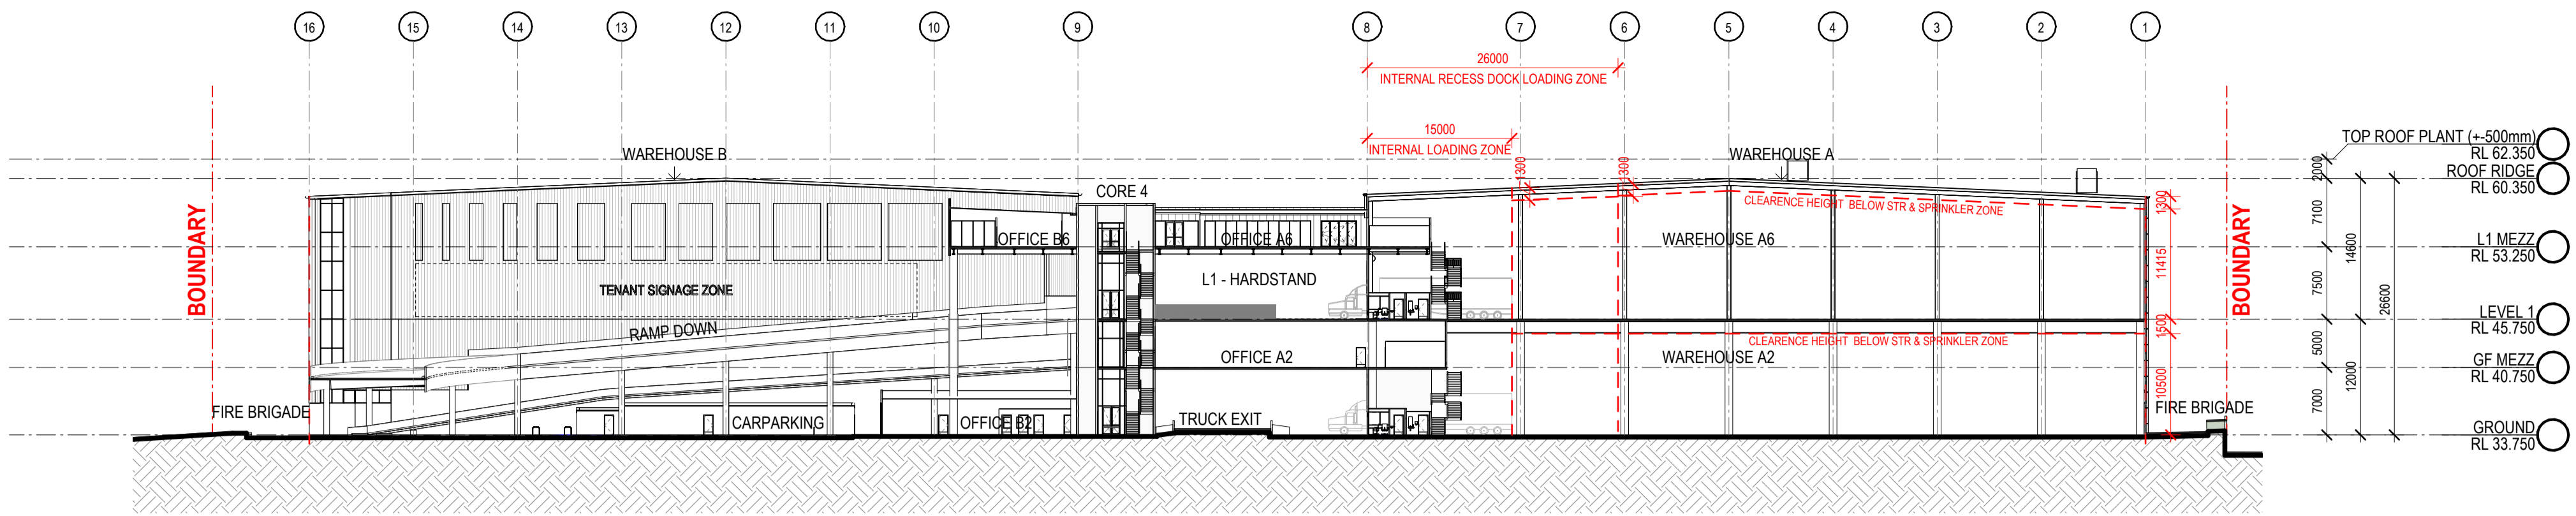 16 15 14 13 12 11 10 9 8 7 6 5 4 3 2 1
26000
INTERNAL RECESS DOCK LOADING ZONE
15000
INTERNAL LOADING ZONE
1300
1300
WAREHOUSE B
WAREHOUSE A
CORE 4
TOP ROOF PLANT (+-500mm)
RL 62.350
2000
ROOF RIDGE
RL 60.350
BOUNDARY
BOUNDARY
CLEARENCE HEIGHT BELOW STR & SPRINKLER ZONE
1300
7100
OFFICE B6
OFFICE A6
WAREHOUSE A6
L1 MEZZ
RL 53.250
14600
11415
7500
26600
TENANT SIGNAGE ZONE
L1 - HARDSTAND
RAMP DOWN
LEVEL 1
RL 45.750
1500
CLEARENCE HEIGHT BELOW STR & SPRINKLER ZONE
5000
OFFICE A2
WAREHOUSE A2
GF MEZZ
RL 40.750
12000
10500
7000
FIRE BRIGADE
CARPARKING
OFFICE B2
TRUCK EXIT
FIRE BRIGADE
GROUND
RL 33.750